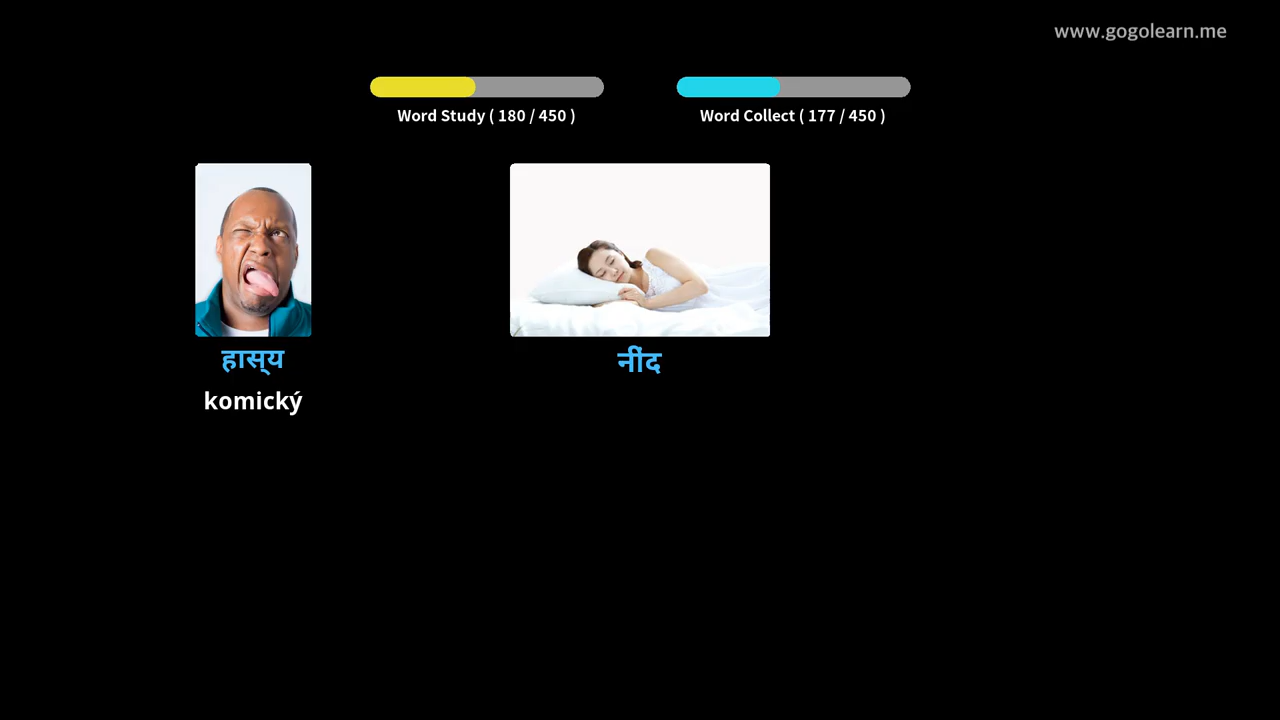 www.gogolearn.me
Word Study ( 180 / 450 )
Word Collect ( 177 / 450 )
हास्‌य
नींद
komický